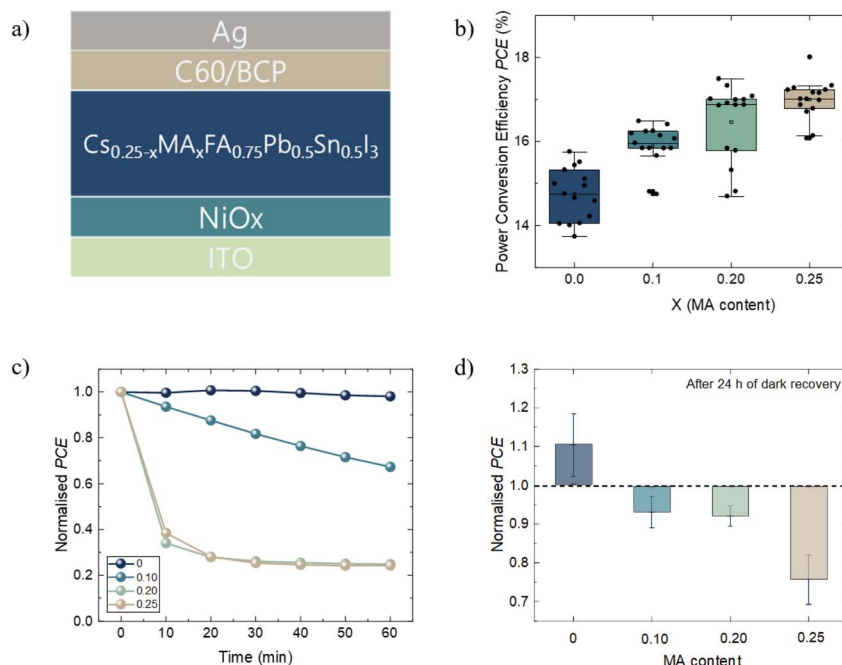 a)
Ag
C60/BCP
Cs0.25-xMAxFA0.75Pb0.5Sn0.5I3
NiOx
ITO
b)
Power Conversion Efficiency PCE (%)
18
16
14
0.0 0.1 0.20 0.25
X (MA content)
c)
Normalised PCE
1.0
0.8
0.6
0.4
0.2
0.0
0
0.10
0.20
0.25
0 10 20 30 40 50 60
Time (min)
d)
After 24 h of dark recovery
Normalised PCE
1.3
1.2
1.1
1.0
0.9
0.8
0.7
0 0.10 0.20 0.25
MA content